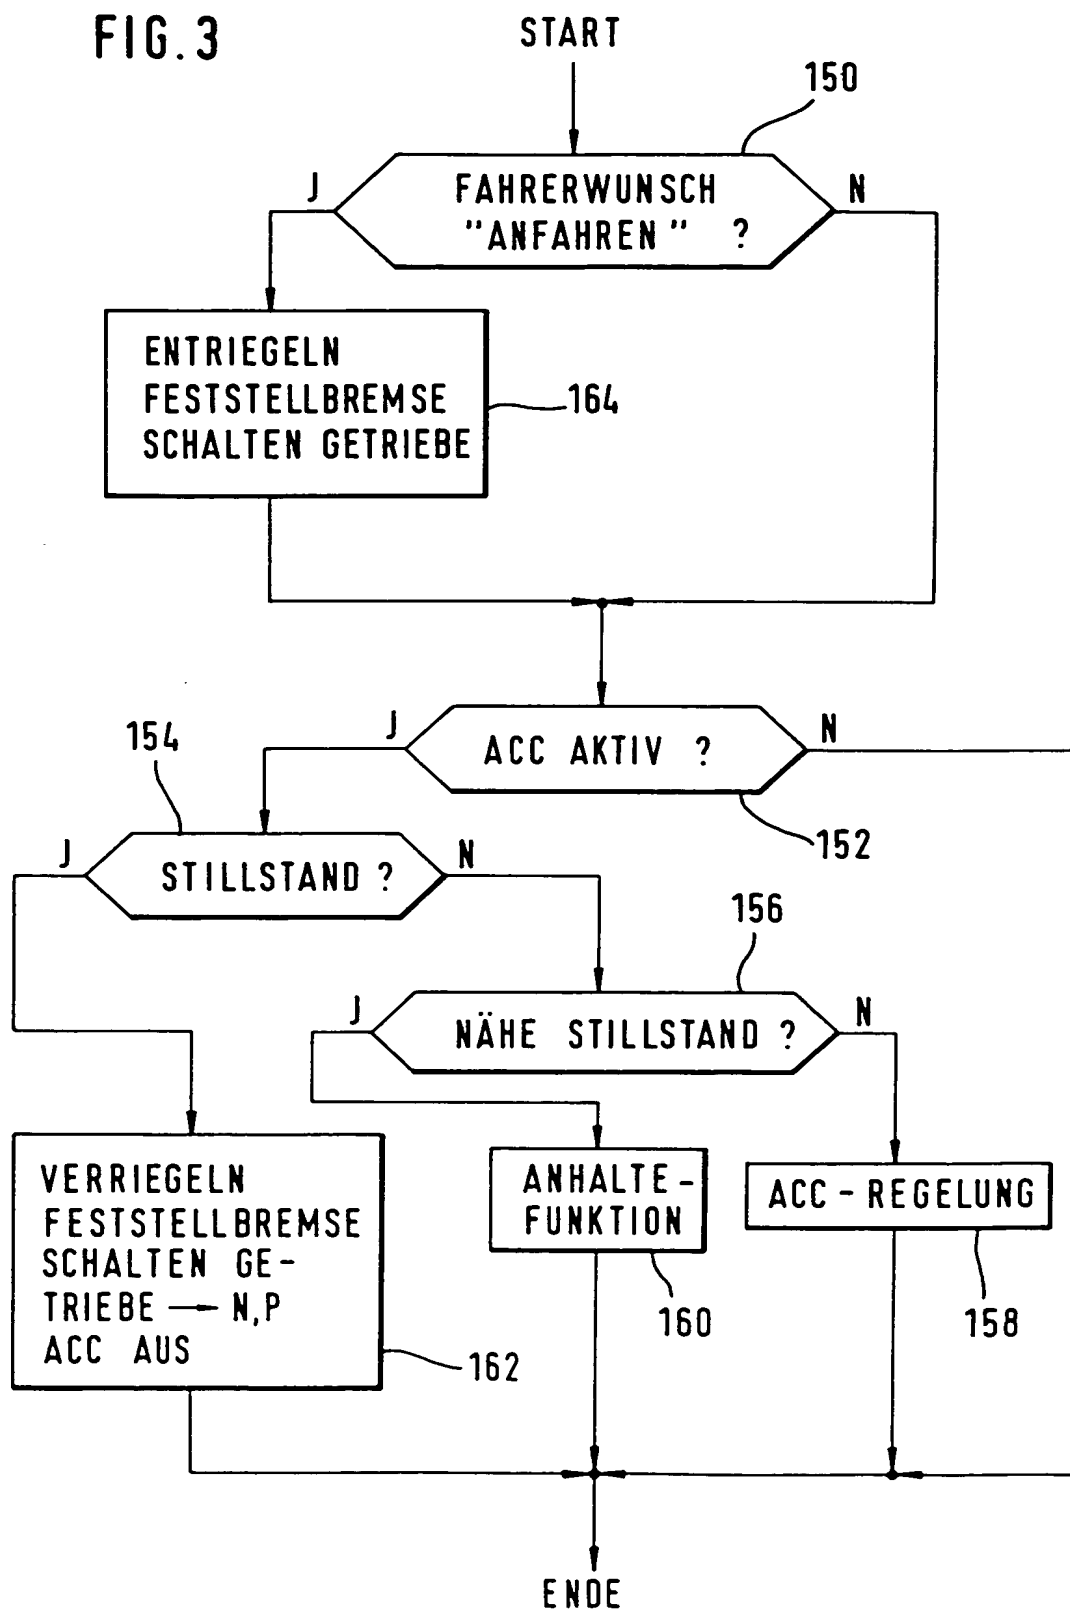 FIG.3
START
150
J
FAHRERWUNSCH
N
"ANFAHREN" ?
ENTRIEGELN
FESTSTELLBREMSE
SCHALTEN GETRIEBE
164
J
ACC AKTIV ?
N
152
154
J
STILLSTAND ?
N
156
J
NÄHE STILLSTAND ?
N
VERRIEGELN
FESTSTELLBREMSE
SCHALTEN GE-
TRIEBE → N,P
ACC AUS
162
ANHALTE-
FUNKTION
160
ACC-REGELUNG
158
ENDE